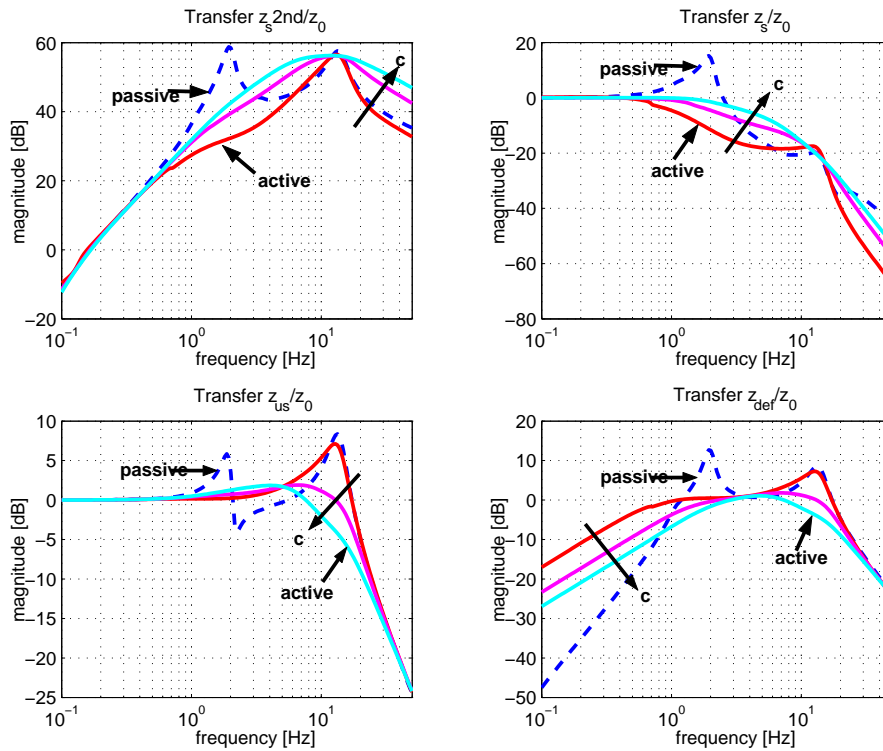 Transfer z_s2nd/z_0
60
40
20
0
−20
magnitude [dB]
10^−1
10^0
10^1
frequency [Hz]
passive
active
c
Transfer z_s/z_0
20
0
−20
−40
−60
−80
magnitude [dB]
10^−1
10^0
10^1
frequency [Hz]
passive
active
c
Transfer z_us/z_0
10
5
0
−5
−10
−15
−20
−25
magnitude [dB]
10^−1
10^0
10^1
frequency [Hz]
passive
c
active
Transfer z_def/z_0
20
10
0
−10
−20
−30
−40
−50
magnitude [dB]
10^−1
10^0
10^1
frequency [Hz]
passive
active
c